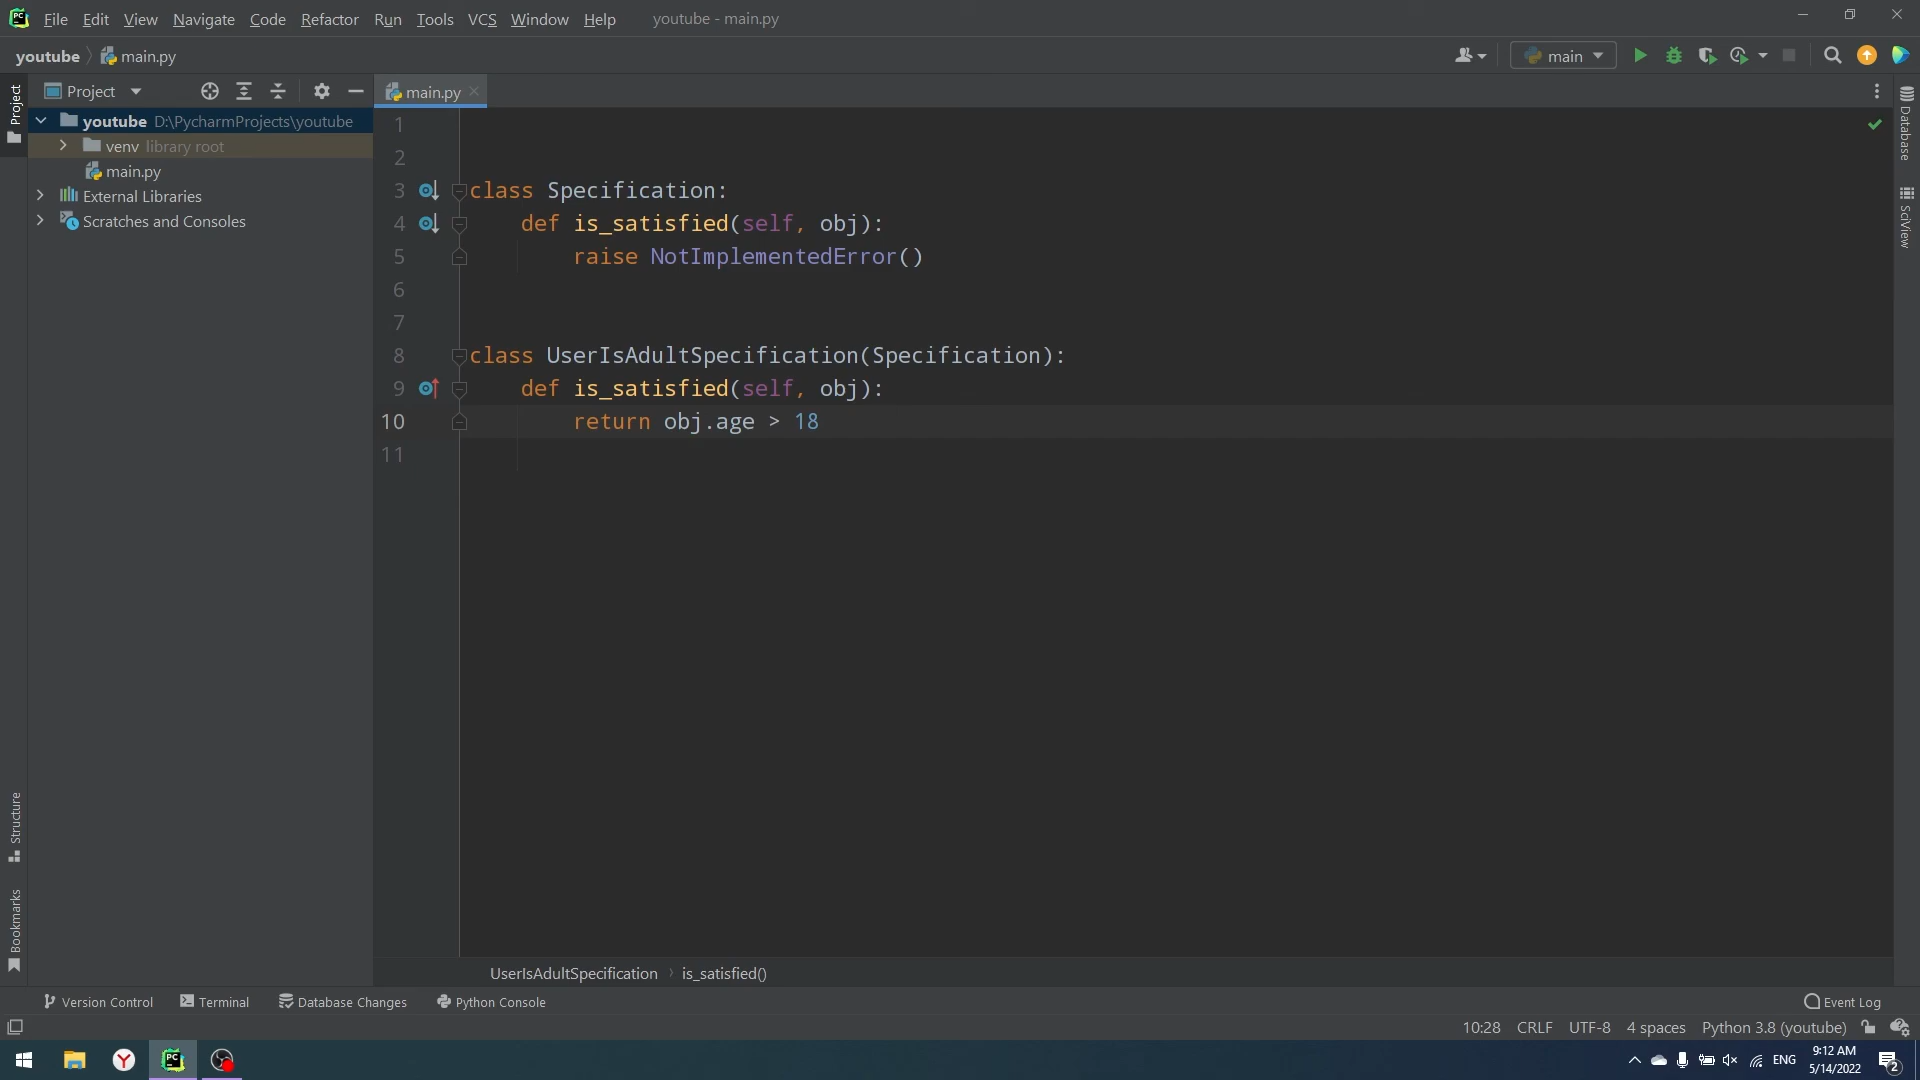 File Edit View Navigate Code Refactor Run Tools VCS Window Help youtube - main.py
youtube main.py main
Project main.py
youtube D:\PycharmProjects\youtube
venv library root
main.py
External Libraries
Scratches and Consoles
1
2
3 class Specification:
4 def is_satisfied(self, obj):
5 raise NotImplementedError()
6
7
8 class UserIsAdultSpecification(Specification):
9 def is_satisfied(self, obj):
10 return obj.age > 18
11
Project
Structure
Bookmarks
Database
SciView
UserIsAdultSpecification is_satisfied()
Version Control Terminal Database Changes Python Console Event Log
10:28 CRLF UTF-8 4 spaces Python 3.8 (youtube)
ENG 9:12 AM
5/14/2022 2